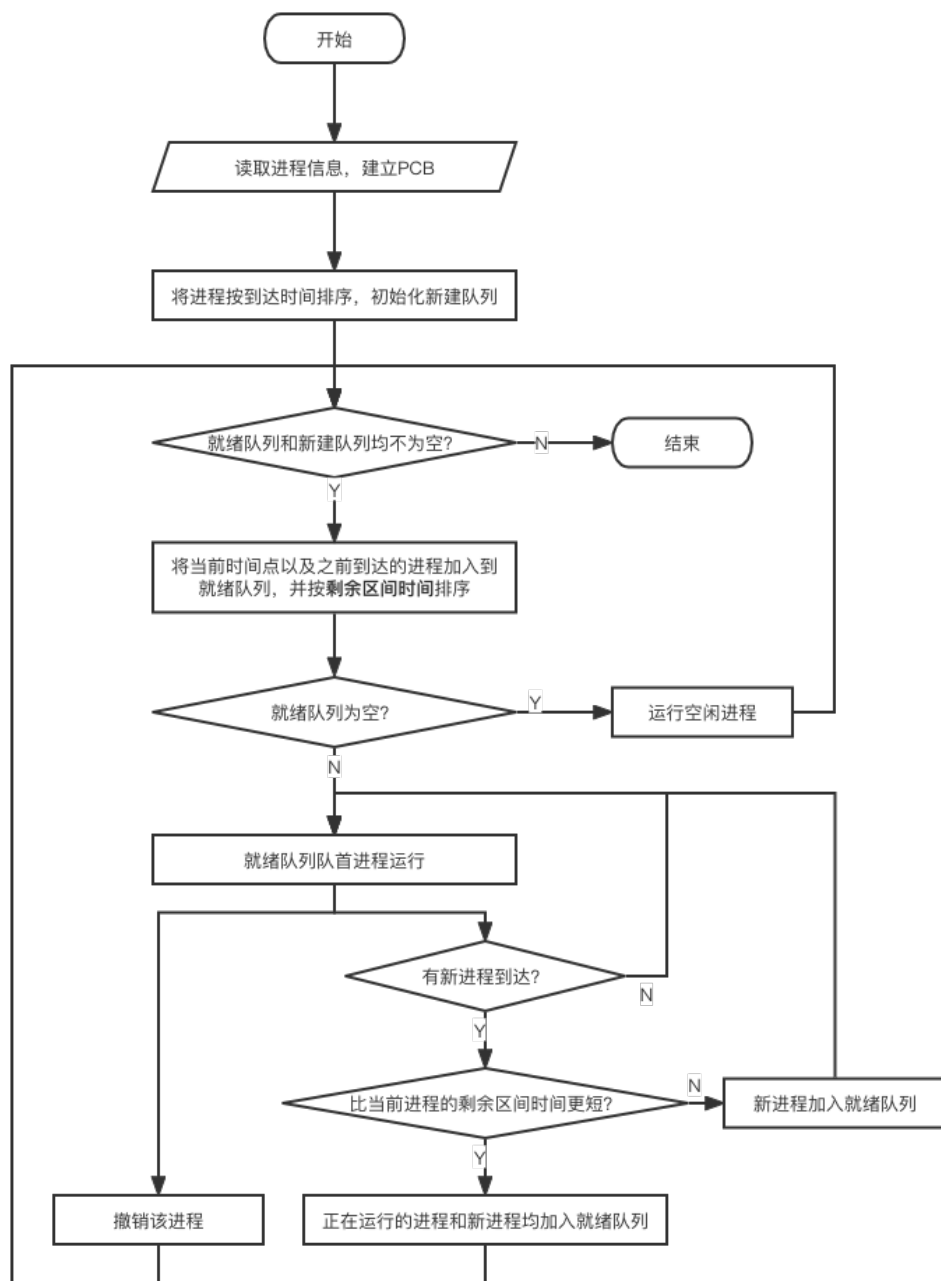 开始
读取进程信息，建立PCB
将进程按到达时间排序，初始化新建队列
就绪队列和新建队列均不为空?
N
结束
Y
将当前时间点以及之前到达的进程加入到
就绪队列，并按剩余区间时间排序
就绪队列为空?
Y
运行空闲进程
N
就绪队列队首进程运行
有新进程到达?
N
Y
比当前进程的剩余区间时间更短?
N
新进程加入就绪队列
Y
撤销该进程
正在运行的进程和新进程均加入就绪队列